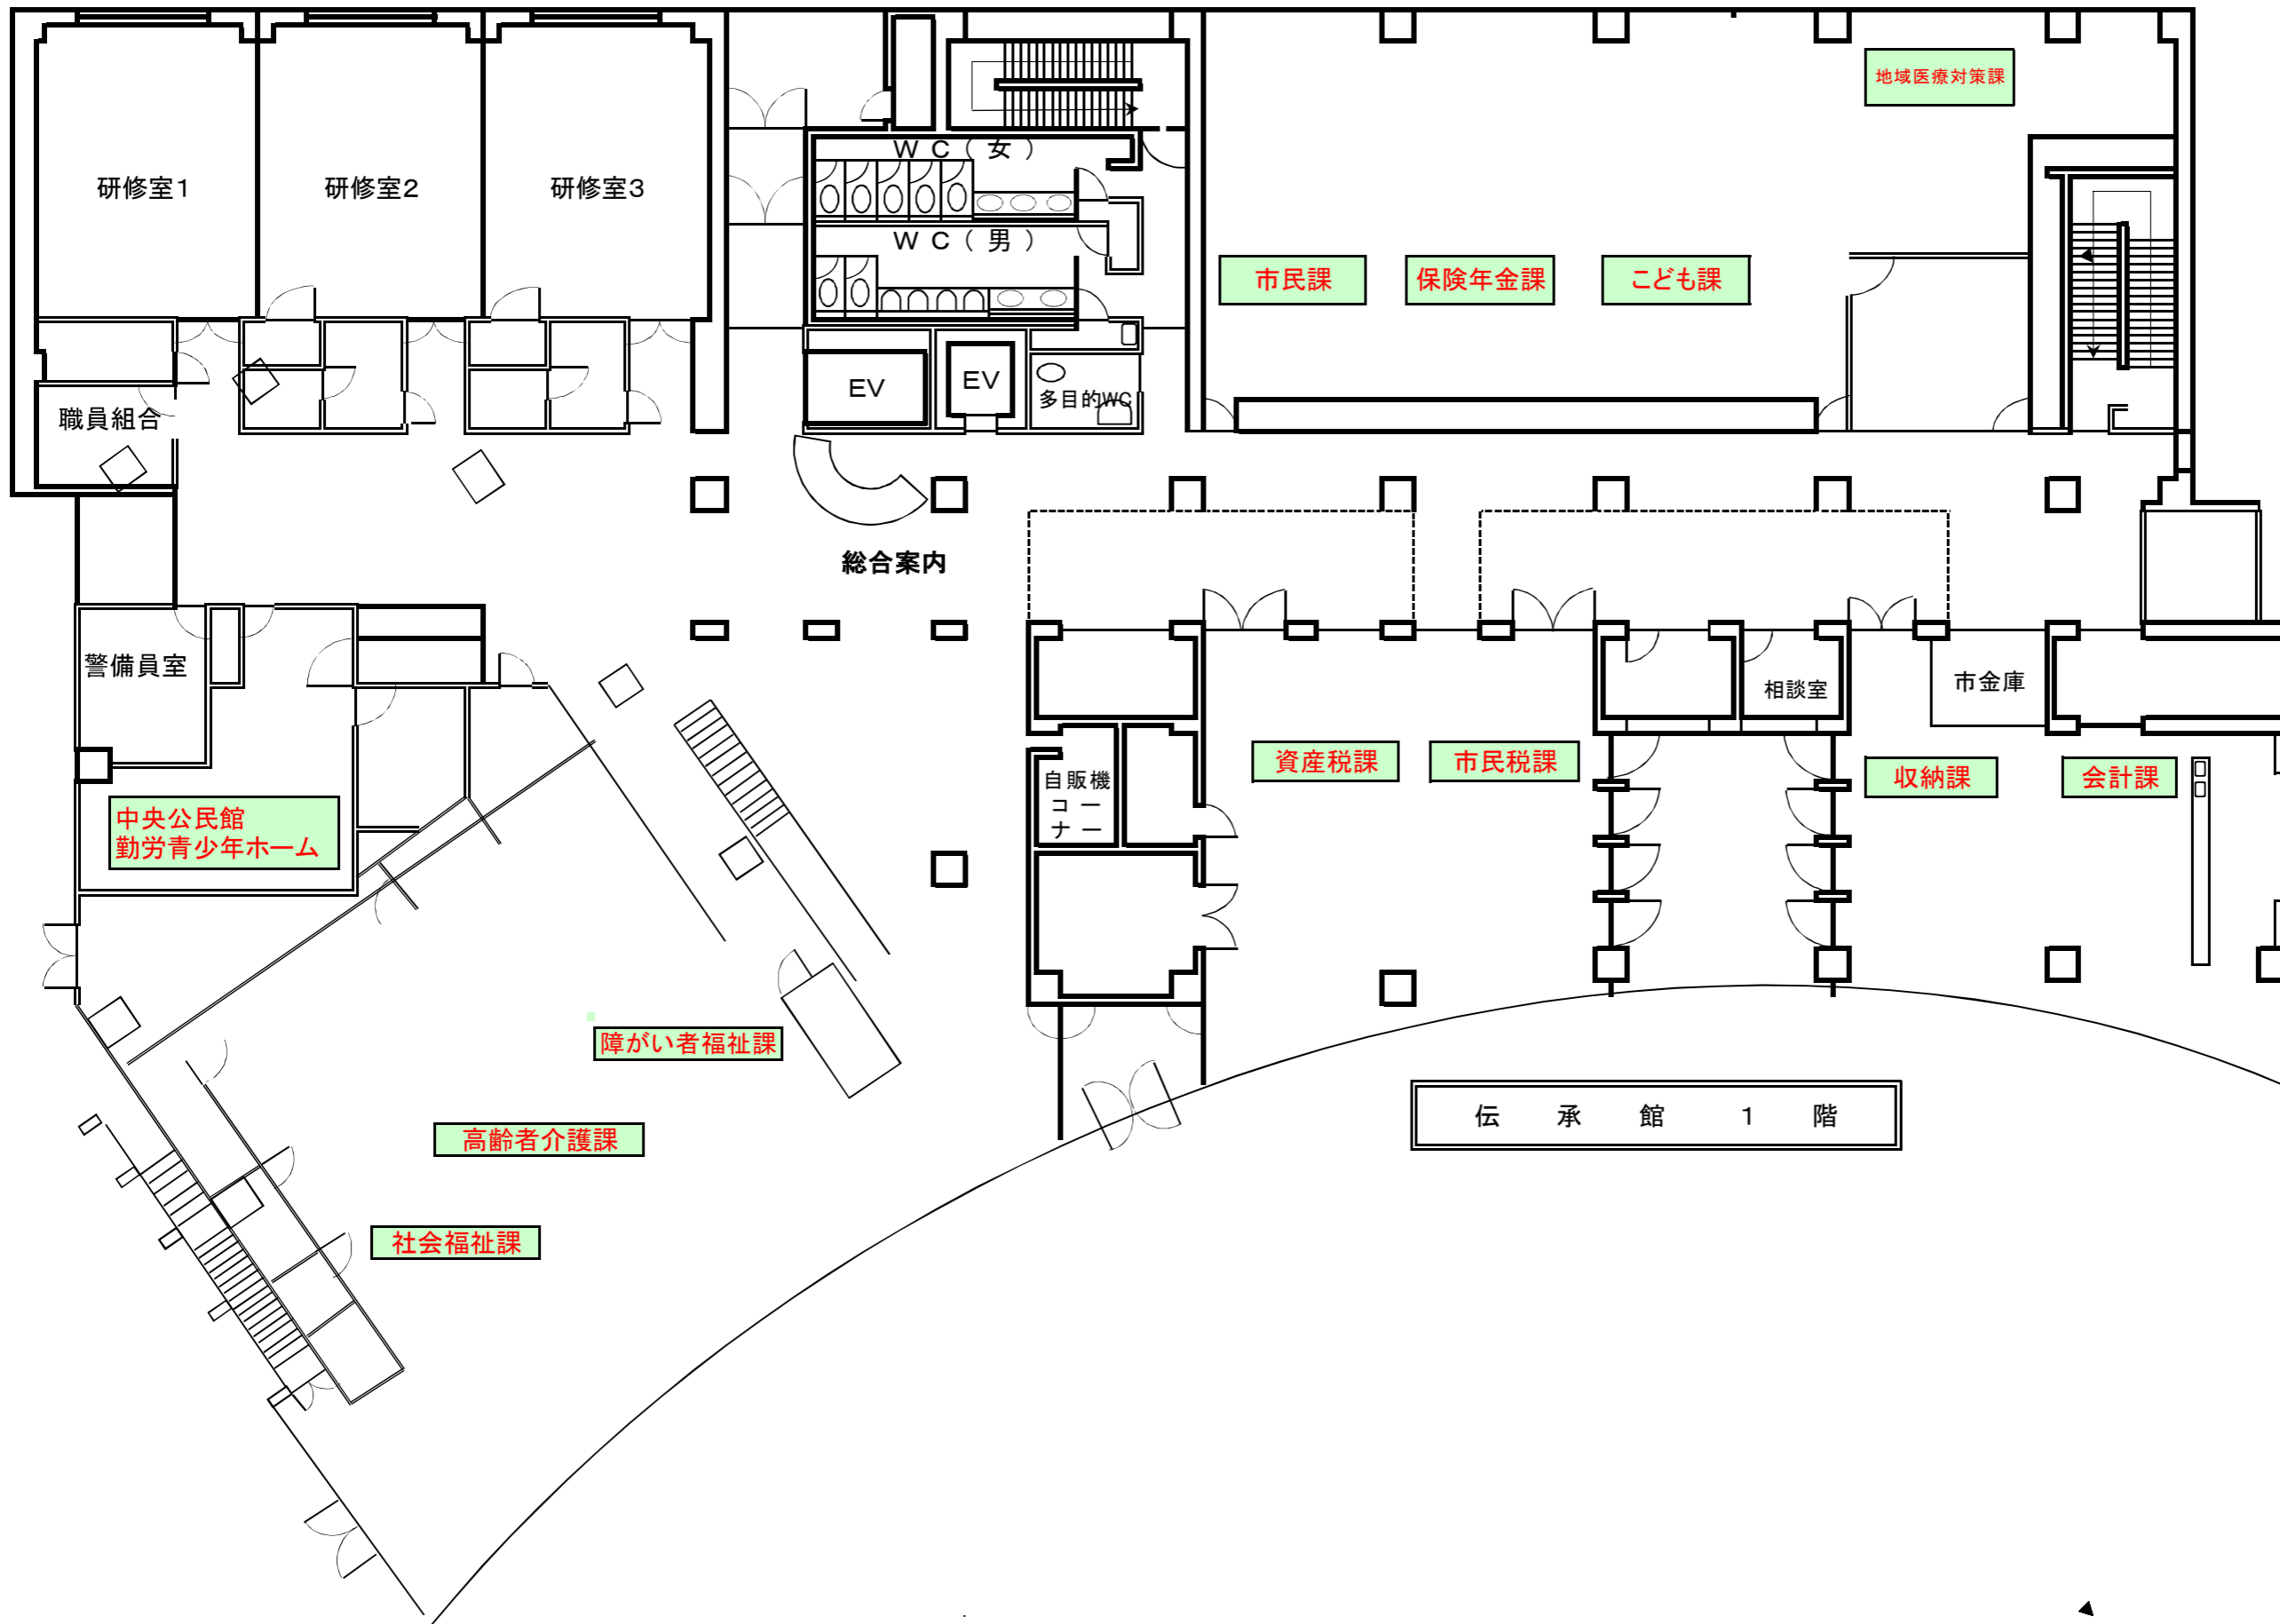 地域医療対策課
WC(女)
研修室1
研修室2
研修室3
WC(男)
市民課
保険年金課
こども課
EV
EV
多目的WC
職員組合
総合案内
警備員室
相談室
市金庫
資産税課
市民税課
収納課
会計課
自販機
コー
ナー
中央公民館
勤労青少年ホーム
障がい者福祉課
伝承館1階
高齢者介護課
社会福祉課